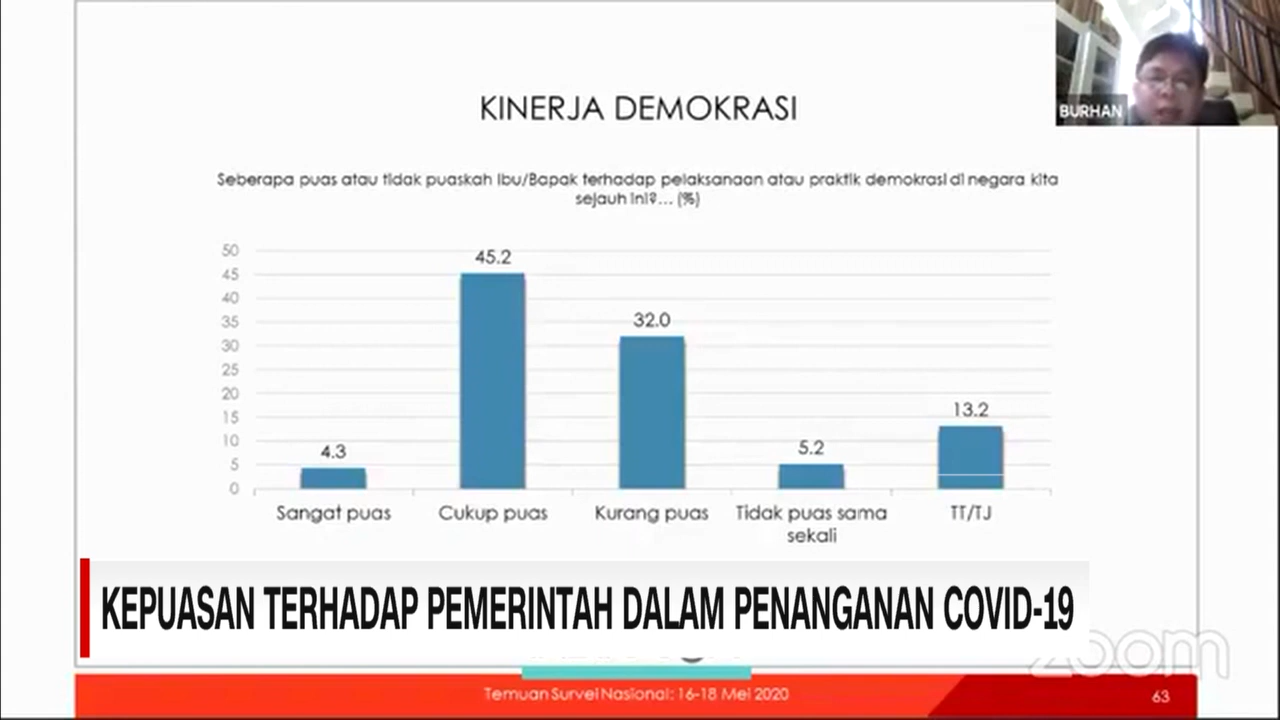 KINERJA DEMOKRASI
BURHAN
Seberapa puas atau tidak puaskah Ibu/Bapak terhadap pelaksanaan atau praktik demokrasi di negara kita
sejauh ini?... (%)
50
45
40
35
30
25
20
15
10
5
0
4.3
45.2
32.0
5.2
13.2
Sangat puas
Cukup puas
Kurang puas
Tidak puas sama
sekali
TT/TJ
KEPUASAN TERHADAP PEMERINTAH DALAM PENANGANAN COVID-19
zoom
Temuan Survei Nasional: 16-18 Mei 2020
63